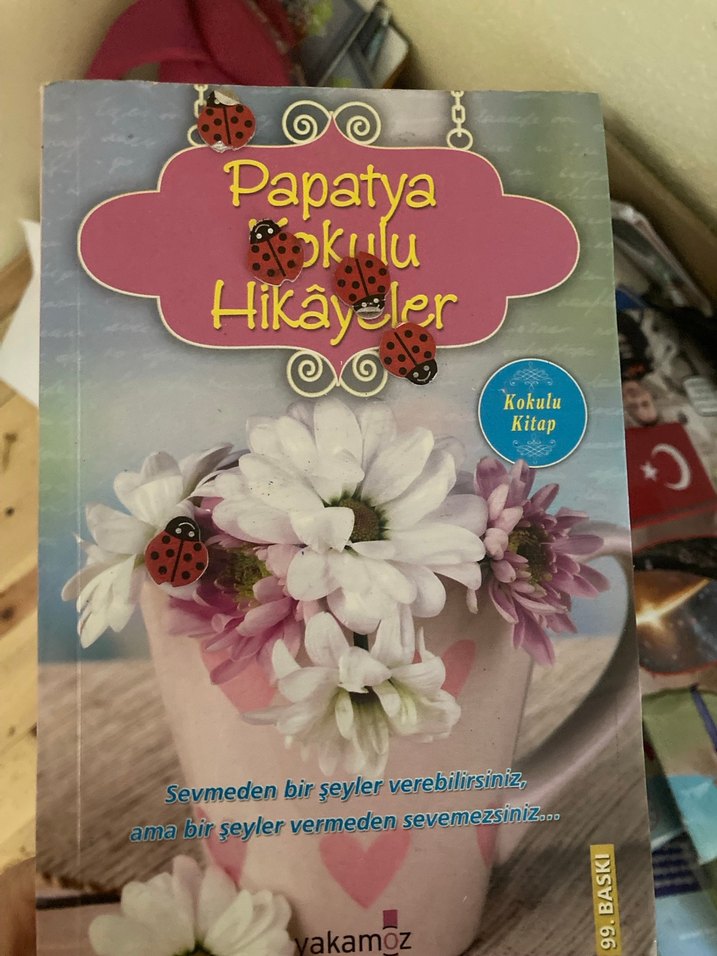 Papatya
Kokulu
Hikâyeler
Kokulu
Kitap
Sevmeden bir şeyler verebilirsiniz,
ama bir şeyler vermeden sevemezsiniz...
99. BASKI
yakamoz